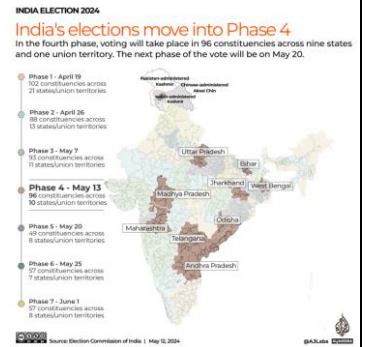 INDIA ELECTION 2024
India's elections move into Phase 4
In the fourth phase, voting will take place in 96 constituencies across nine states
and one union territory. The next phase of the vote will be on May 20.
Phase 1 - April 19
102 constituencies across
21 states/union territories
Phase 2 - April 26
88 constituencies across
13 states/union territories
Phase 3 - May 7
93 constituencies across
11 states/union territories
Phase 4 - May 13
96 constituencies across
10 states/union territories
Phase 5 - May 20
49 constituencies across
8 states/union territories
Phase 6 - May 25
57 constituencies across
7 states/union territories
Phase 7 - June 1
57 constituencies across
8 states/union territories
Pakistan-administered
Kashmir
Chinese-administered
Aksai Chin
Kashmir
Uttar Pradesh
Bihar
Jharkhand
West Bengal
Madhya Pradesh
Odisha
Maharashtra
Telangana
Andhra Pradesh
Source: Election Commission of India | May 12, 2024
@AJLabs